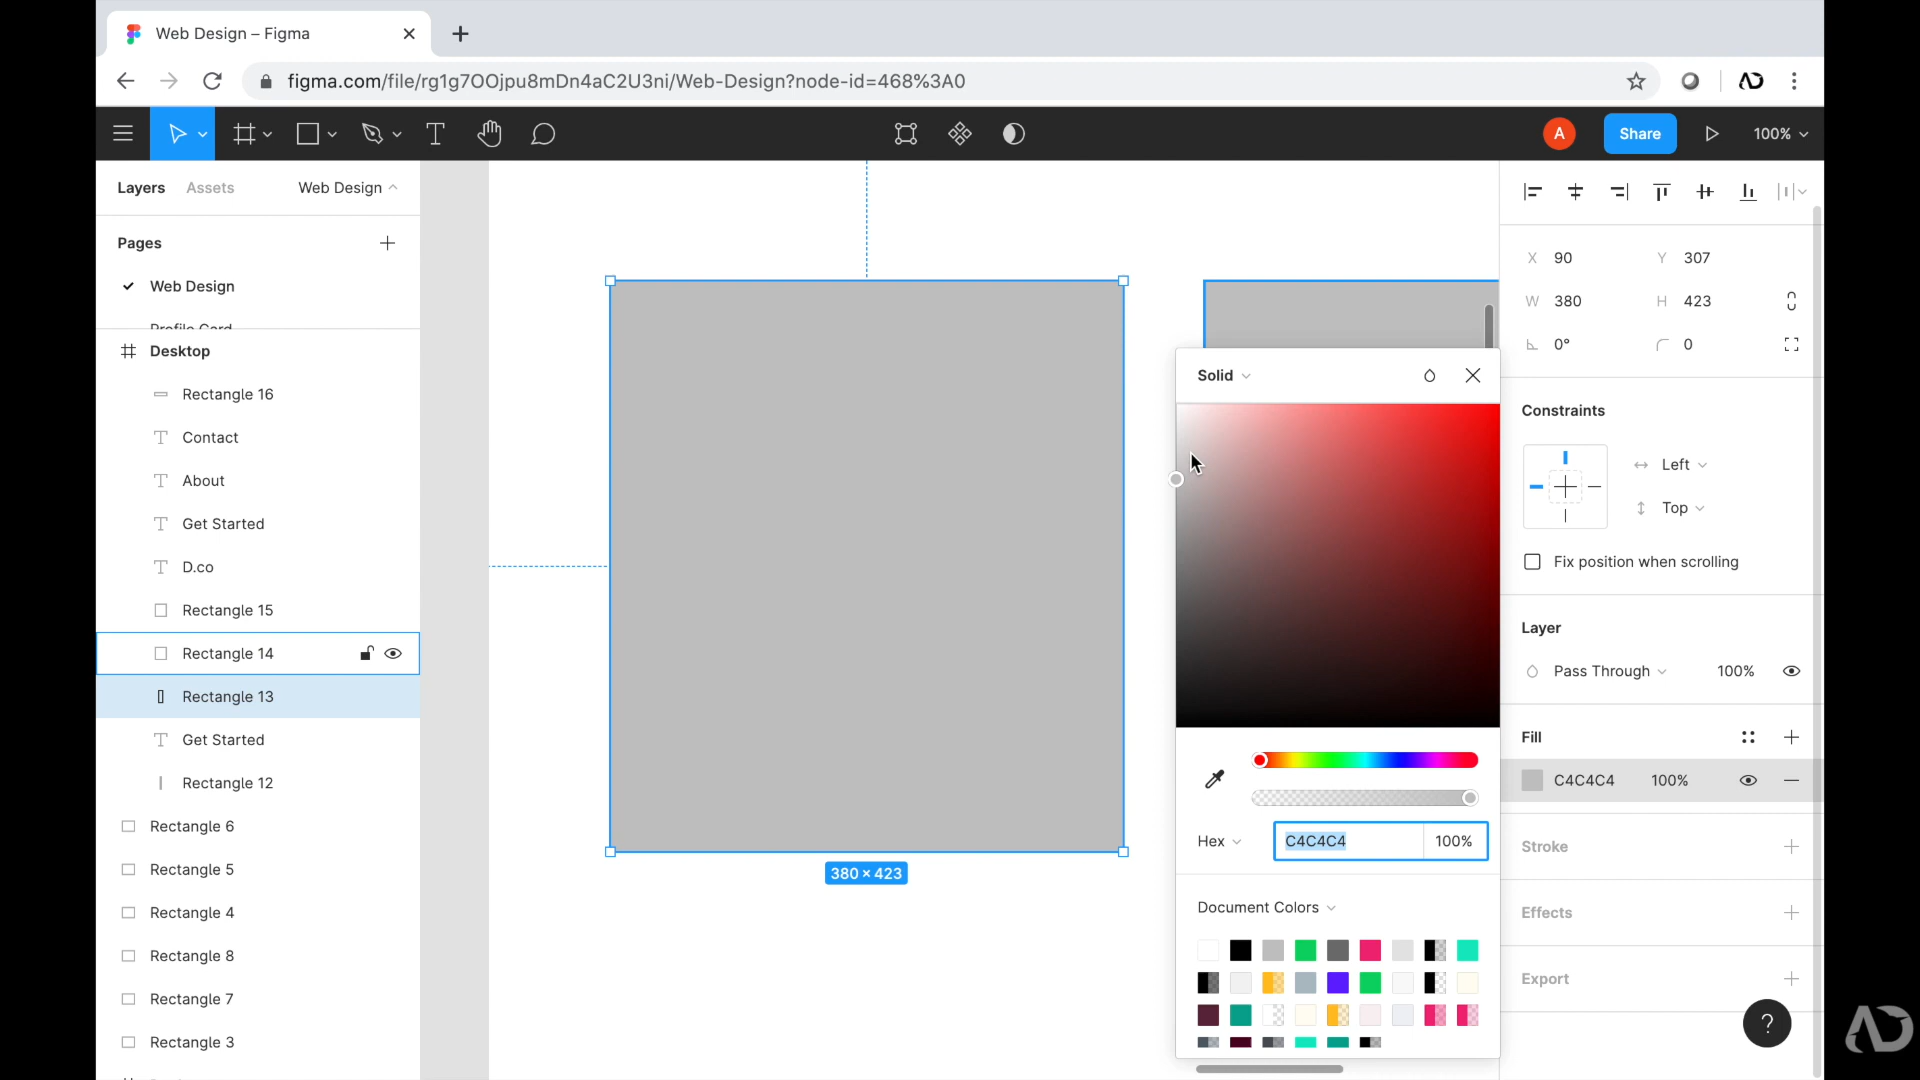 Web Design – Figma
figma.com/file/rg1g7OOjpu8mDn4aC2U3ni/Web-Design?node-id=468%3A0
A
Share
100%
Layers
Assets
Web Design
Pages
Web Design
Profile Card
Desktop
Rectangle 16
Contact
About
Get Started
D.co
Rectangle 15
Rectangle 14
Rectangle 13
Get Started
Rectangle 12
Rectangle 6
Rectangle 5
Rectangle 4
Rectangle 8
Rectangle 7
Rectangle 3
380 × 423
Solid
Hex
C4C4C4
100%
Document Colors
X 90
Y 307
W 380
H 423
0°
0
Constraints
Left
Top
Fix position when scrolling
Layer
Pass Through
100%
Fill
C4C4C4
100%
Stroke
Effects
Export
?